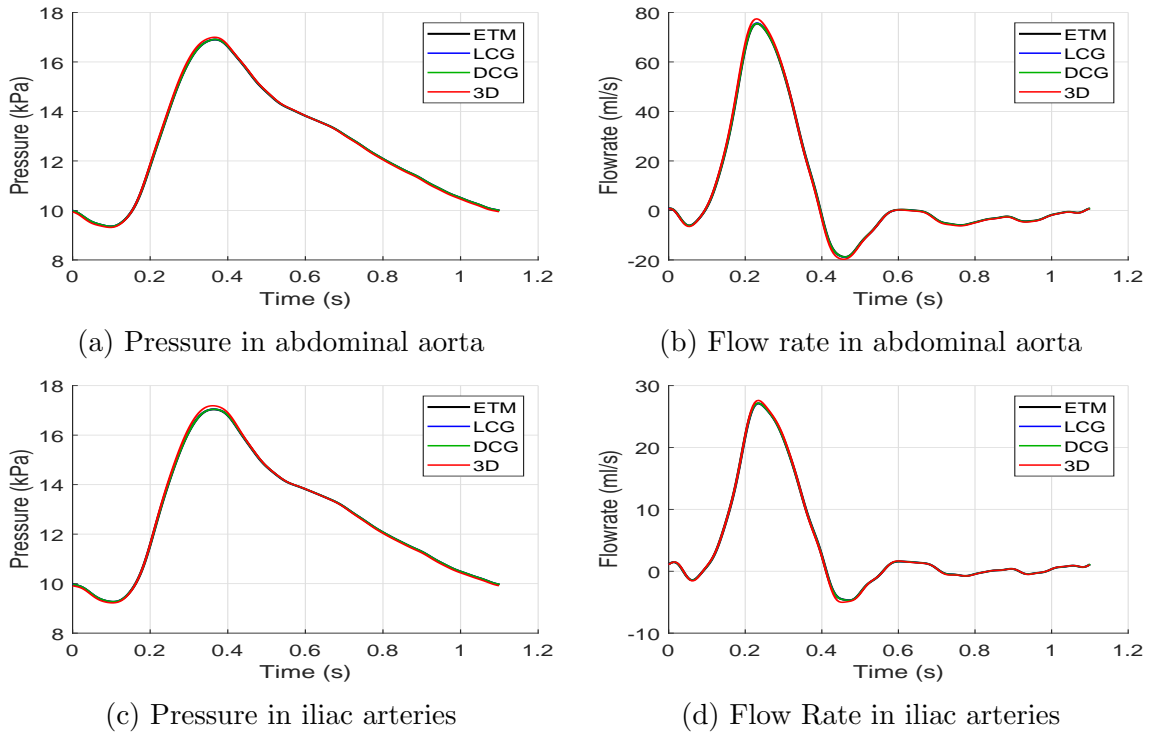 18
16
14
12
10
8
Pressure (kPa)
ETM
LCG
DCG
3D
0
0.2
0.4
0.6
0.8
1
1.2
Time (s)
(a) Pressure in abdominal aorta
80
60
40
20
0
-20
Flowrate (ml/s)
ETM
LCG
DCG
3D
0
0.2
0.4
0.6
0.8
1
1.2
Time (s)
(b) Flow rate in abdominal aorta
18
16
14
12
10
8
Pressure (kPa)
ETM
LCG
DCG
3D
0
0.2
0.4
0.6
0.8
1
1.2
Time (s)
(c) Pressure in iliac arteries
30
20
10
0
-10
Flowrate (ml/s)
ETM
LCG
DCG
3D
0
0.2
0.4
0.6
0.8
1
1.2
Time (s)
(d) Flow Rate in iliac arteries